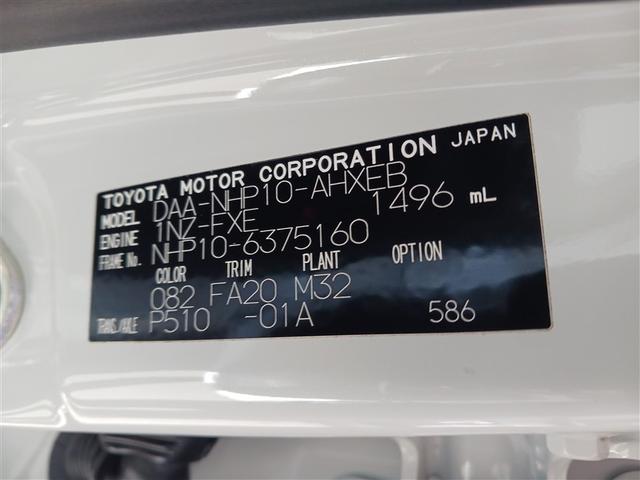 TOYOTA MOTOR CORPORATION JAPAN
MODEL DAA-NHP10-AHXEB
ENGINE 1NZ-FXE 1496 mL
FRAME No. NHP10-6375160
COLOR TRIM PLANT OPTION
082 FA20 M32
TRANS/AXLE P510 -01A 586